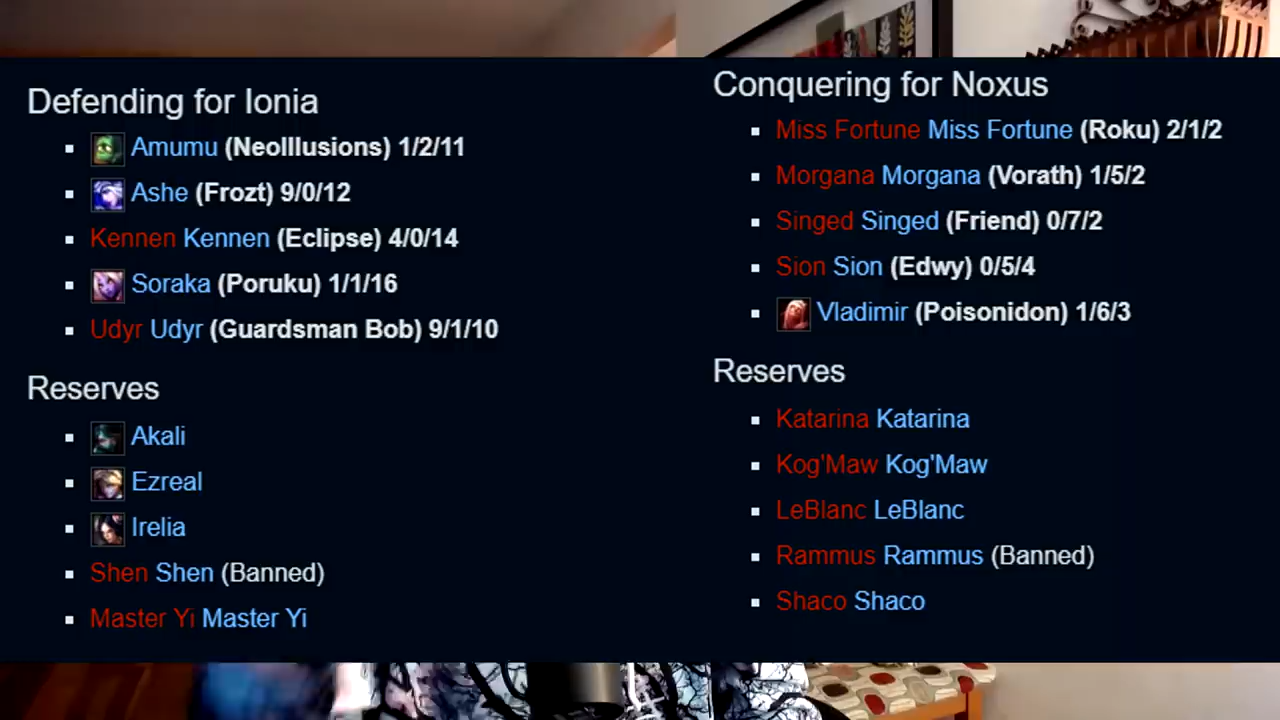 Defending for Ionia
Amumu (NeoIllusions) 1/2/11
Ashe (Frozt) 9/0/12
Kennen Kennen (Eclipse) 4/0/14
Soraka (Poruku) 1/1/16
Udyr Udyr (Guardsman Bob) 9/1/10
Reserves
Akali
Ezreal
Irelia
Shen Shen (Banned)
Master Yi Master Yi
Conquering for Noxus
Miss Fortune Miss Fortune (Roku) 2/1/2
Morgana Morgana (Vorath) 1/5/2
Singed Singed (Friend) 0/7/2
Sion Sion (Edwy) 0/5/4
Vladimir (Poisonidon) 1/6/3
Reserves
Katarina Katarina
Kog'Maw Kog'Maw
LeBlanc LeBlanc
Rammus Rammus (Banned)
Shaco Shaco